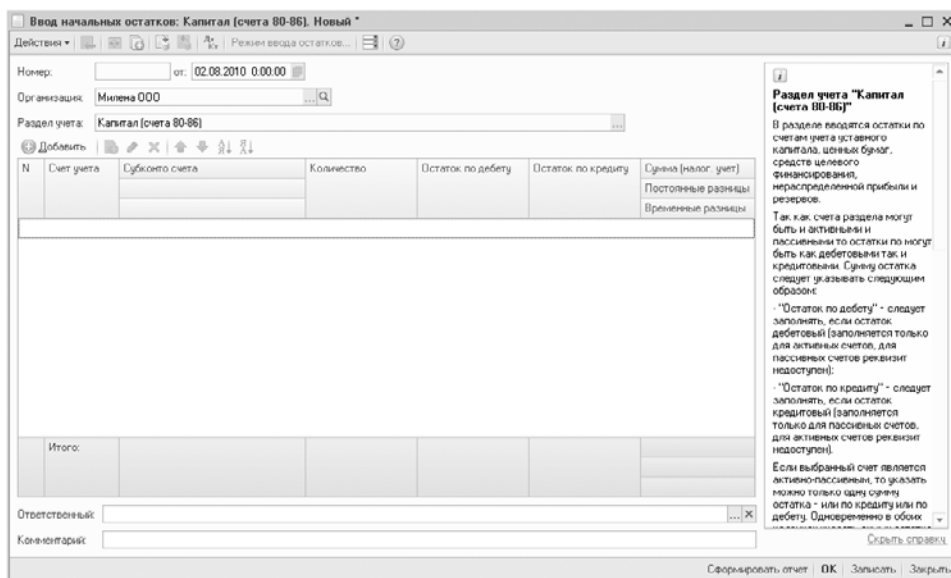 Ввод начальных остатков: Капитал (счета 80-86). Новый *
Действия Режим ввода остатков...
Номер: от: 02.08.2010 0:00:00
Организация: Милена ООО
Раздел учета: Капитал (счета 80-86)
Добавить
N Счет учета Субконто счета Количество Остаток по дебету Остаток по кредиту Сумма (налог. учет)
Постоянные разницы
Временные разницы
Итого:
Ответственный:
Комментарий:
Раздел учета "Капитал
(счета 80-86)"
В разделе вводятся остатки по
счетам учета уставного
капитала, ценных бумаг,
средств целевого
финансирования,
нераспределенной прибыли и
резервов.
Так как счета раздела могут
быть и активными и
пассивными то остатки по могут
быть как дебетовыми так и
кредитовыми. Сумму остатка
следует указывать следующим
образом:
- "Остаток по дебету" - следует
заполнять, если остаток
дебетовый (заполняется только
для активных счетов, для
пассивных счетов реквизит
недоступен);
- "Остаток по кредиту" - следует
заполнять, если остаток
кредитовый (заполняется
только для пассивных счетов,
для активных счетов реквизит
недоступен).
Если выбранный счет является
активно-пассивным, то указать
можно только одну сумму
остатка - или по кредиту или по
дебету. Одновременно в обоих
Скрыть справку
Сформировать отчет OK Записать Закрыть